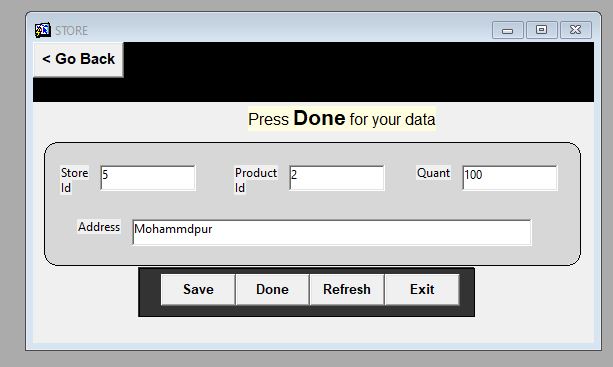 STORE
< Go Back
Press Done for your data
Store Id 5 Product Id 2 Quant 100
Address Mohammdpur
Save Done Refresh Exit